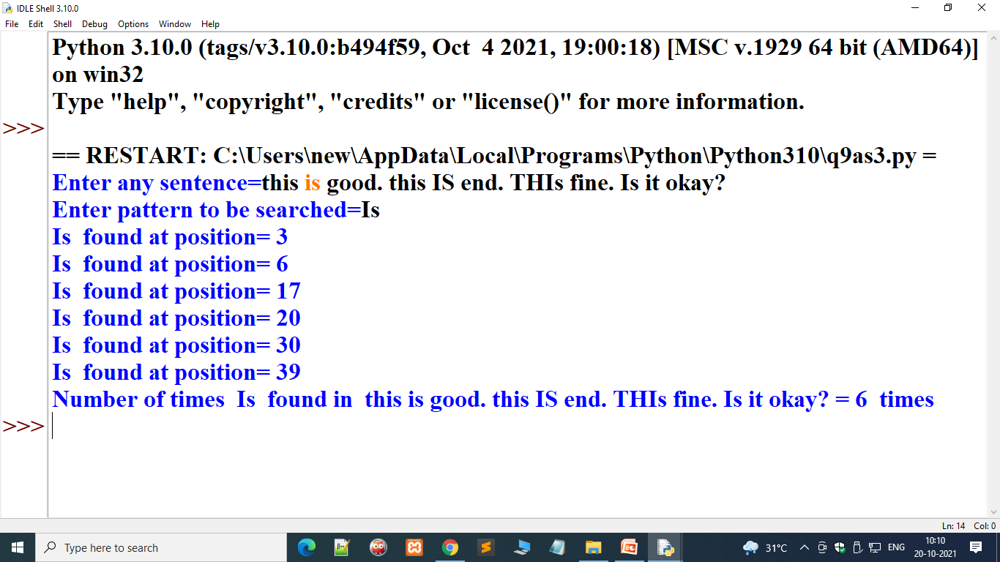 IDLE Shell 3.10.0
File Edit Shell Debug Options Window Help
Python 3.10.0 (tags/v3.10.0:b494f59, Oct  4 2021, 19:00:18) [MSC v.1929 64 bit (AMD64)]
on win32
Type "help", "copyright", "credits" or "license()" for more information.
>>>
== RESTART: C:\Users\new\AppData\Local\Programs\Python\Python310\q9as3.py =
Enter any sentence=this is good. this IS end. THIs fine. Is it okay?
Enter pattern to be searched=Is
Is  found at position= 3
Is  found at position= 6
Is  found at position= 17
Is  found at position= 20
Is  found at position= 30
Is  found at position= 39
Number of times  Is  found in  this is good. this IS end. THIs fine. Is it okay? = 6  times
>>>
Ln: 14 Col: 0
Type here to search
31°C
ENG
10:10
20-10-2021